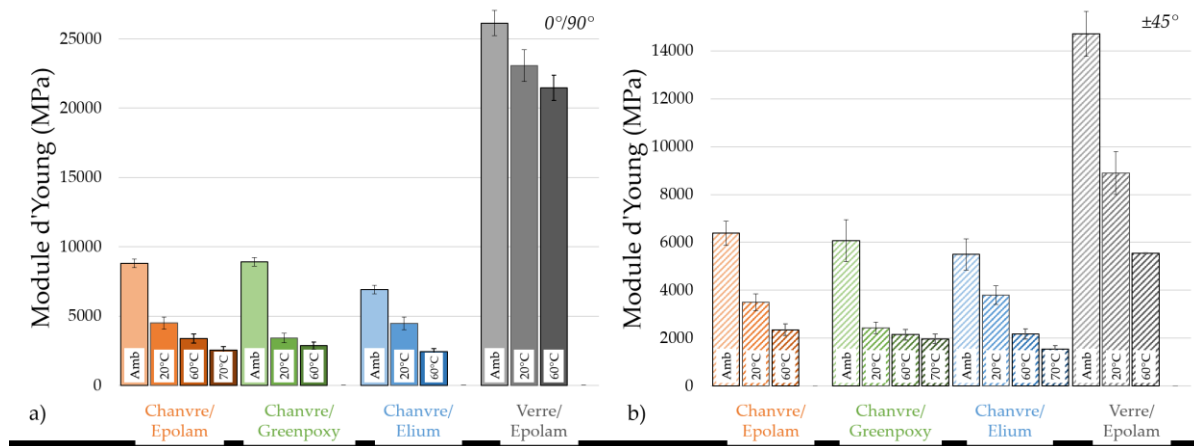 0°/90°
Module d'Young (MPa)
25000
20000
15000
10000
5000
0
Amb
20°C
60°C
70°C
Amb
20°C
60°C
Amb
20°C
60°C
Amb
20°C
60°C
a)
Chanvre/
Epolam
Chanvre/
Greenpoxy
Chanvre/
Elium
Verre/
Epolam
±45°
Module d'Young (MPa)
14000
12000
10000
8000
6000
4000
2000
0
Amb
20°C
60°C
Amb
20°C
60°C
70°C
Amb
20°C
60°C
70°C
Amb
20°C
60°C
b)
Chanvre/
Epolam
Chanvre/
Greenpoxy
Chanvre/
Elium
Verre/
Epolam